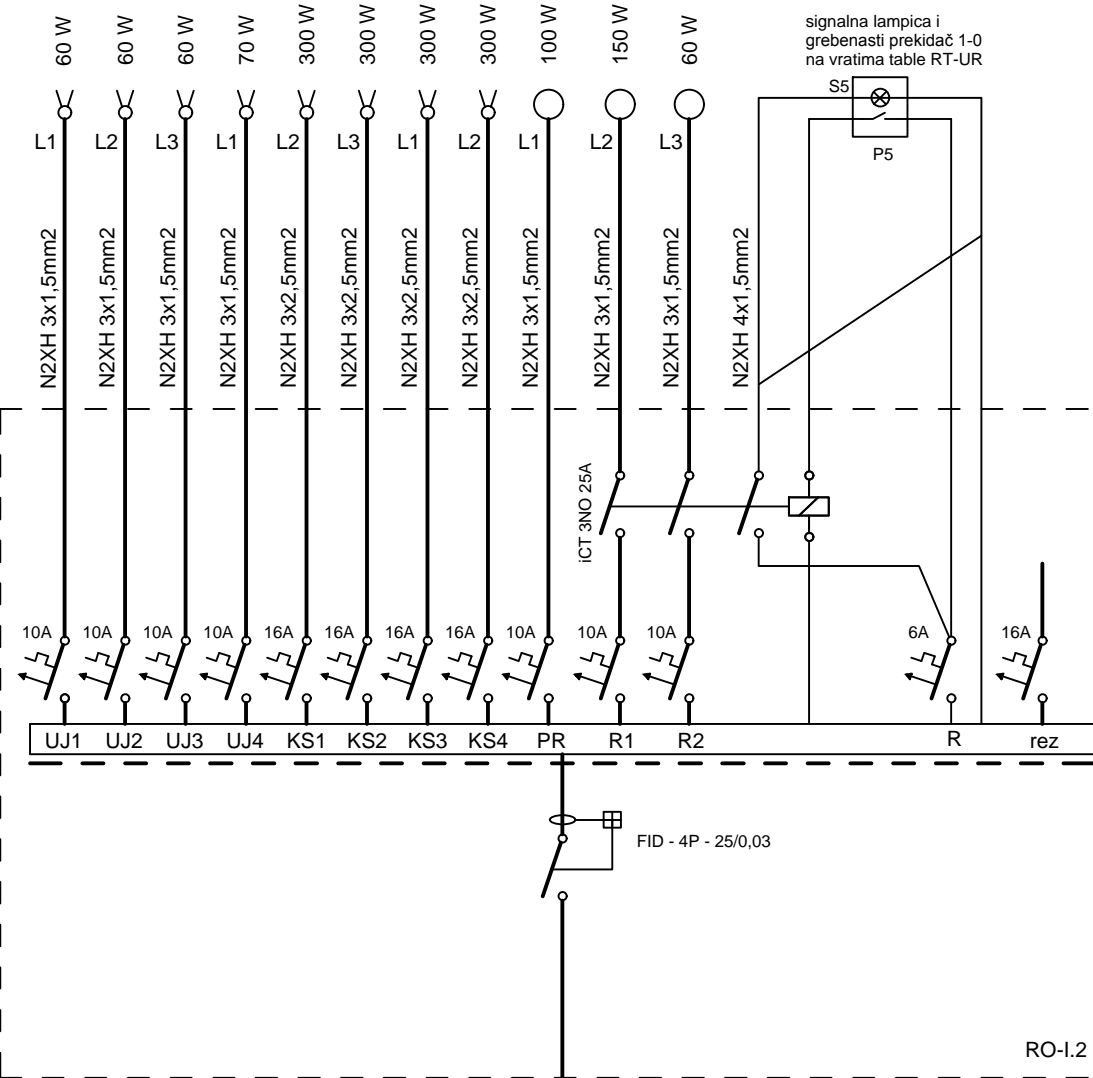 60 W
60 W
60 W
70 W
300 W
300 W
300 W
300 W
100 W
150 W
60 W
signalna lampica i
grebenasti prekidač 1-0
na vratima table RT-UR
S5
P5
L1
L2
L3
L1
L2
L3
L1
L2
L1
L2
L3
N2XH 3x1,5mm2
N2XH 3x1,5mm2
N2XH 3x1,5mm2
N2XH 3x1,5mm2
N2XH 3x2,5mm2
N2XH 3x2,5mm2
N2XH 3x2,5mm2
N2XH 3x2,5mm2
N2XH 3x1,5mm2
N2XH 3x1,5mm2
N2XH 3x1,5mm2
N2XH 4x1,5mm2
iCT 3NO 25A
10A
10A
10A
10A
16A
16A
16A
16A
10A
10A
10A
6A
16A
UJ1
UJ2
UJ3
UJ4
KS1
KS2
KS3
KS4
PR
R1
R2
R
rez
FID - 4P - 25/0,03
RO-I.2